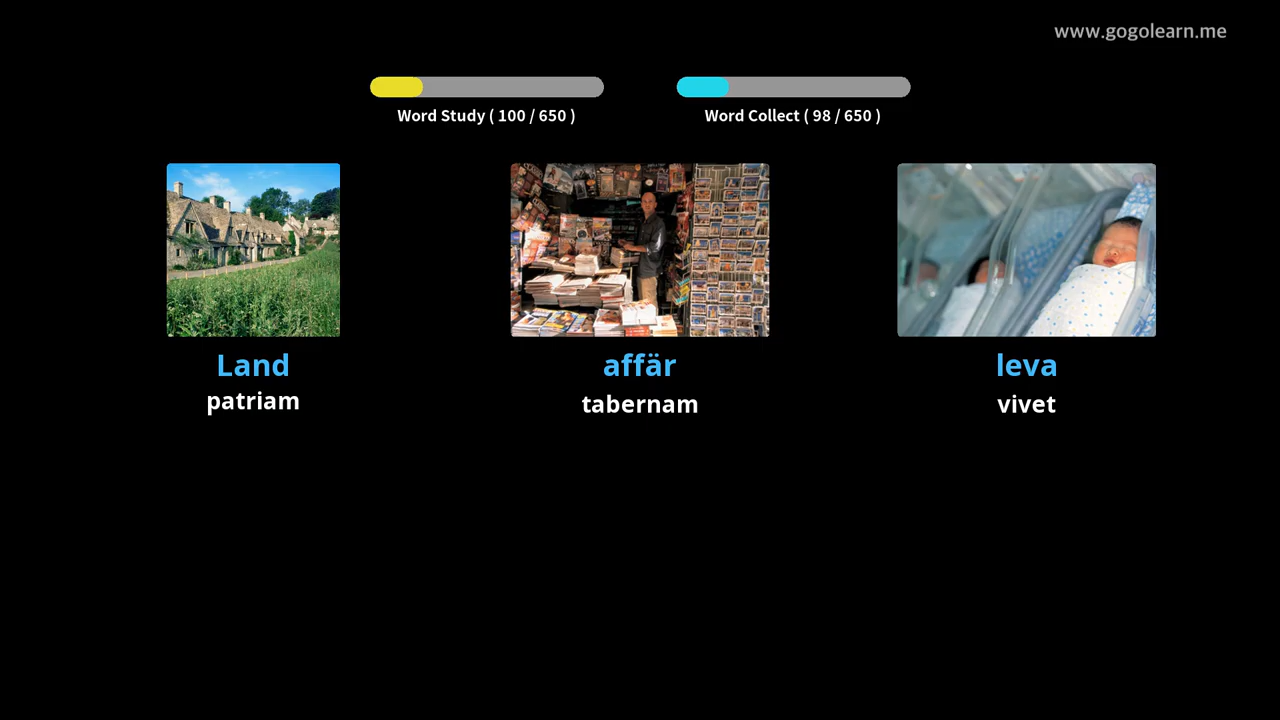 www.gogolearn.me
Word Study ( 100 / 650 )
Word Collect ( 98 / 650 )
Land
patriam
affär
tabernam
leva
vivet